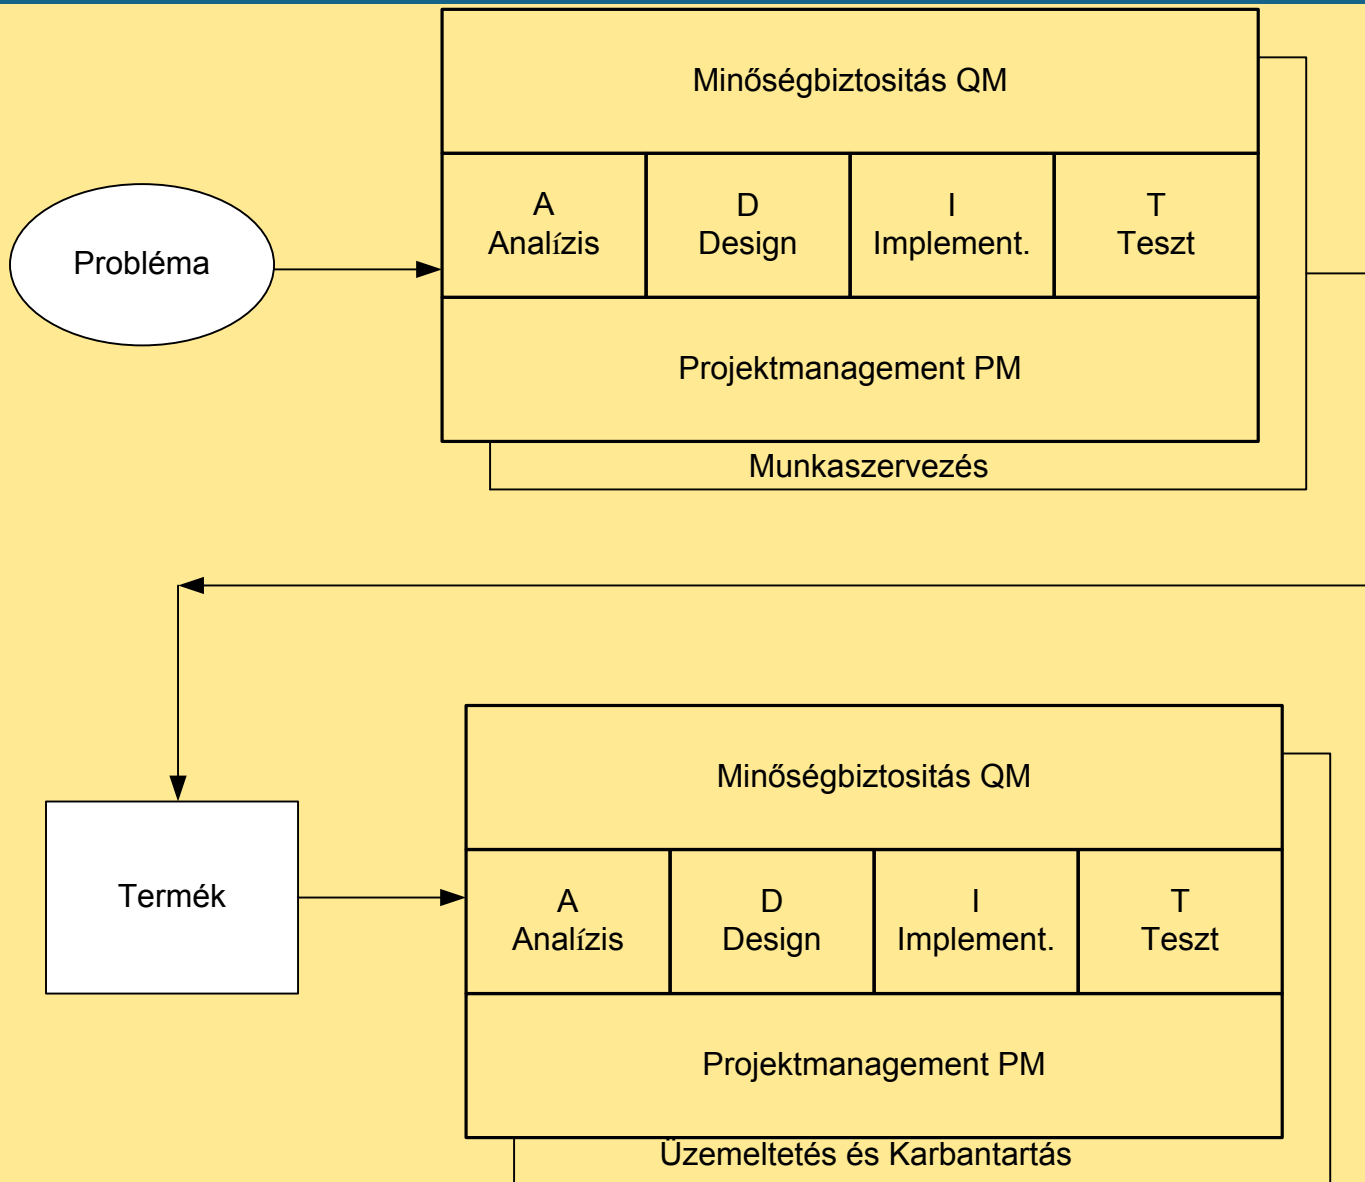 Minőségbiztositás QM
A
Analízis
D
Design
I
Implement.
T
Teszt
Probléma
Projektmanagement PM
Munkaszervezés
Minőségbiztositás QM
Termék
A
Analízis
D
Design
I
Implement.
T
Teszt
Projektmanagement PM
Üzemeltetés és Karbantartás